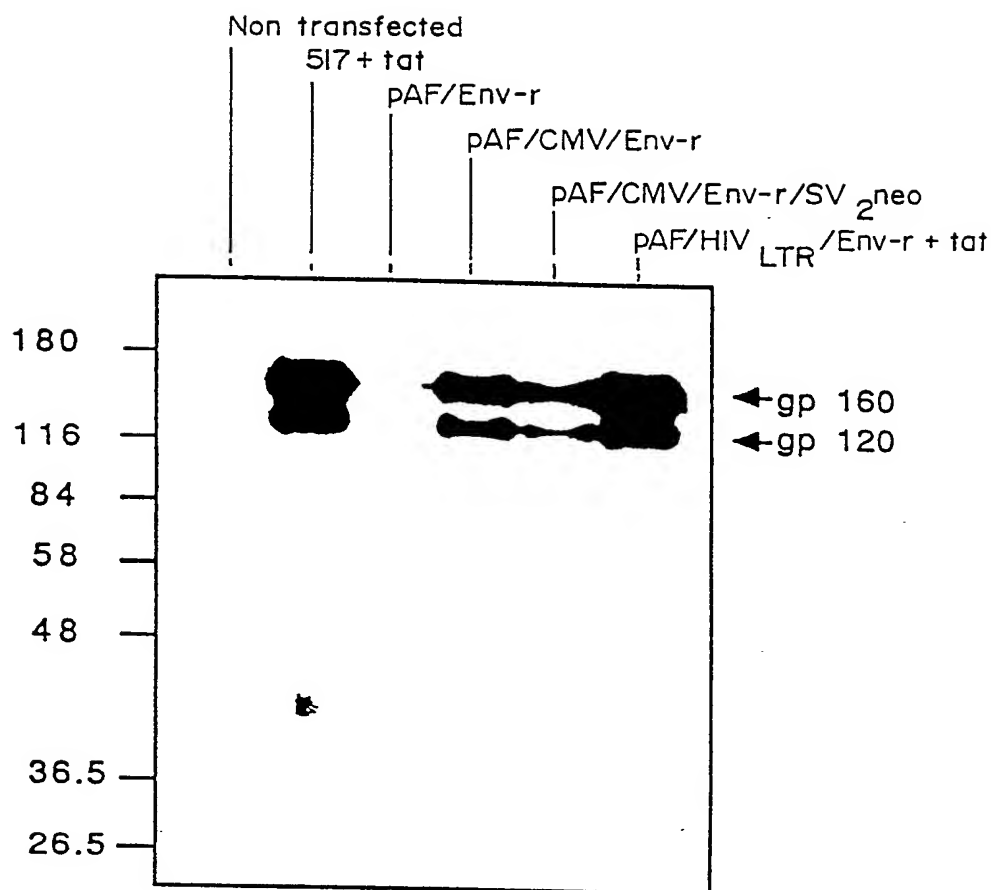 Non transfected
517 + tat
pAF/Env-r
pAF/CMV/Env-r
pAF/CMV/Env-r/SV 2neo
pAF/HIV LTR/Env-r + tat
180
116
84
58
48
36.5
26.5
gp 160
gp 120